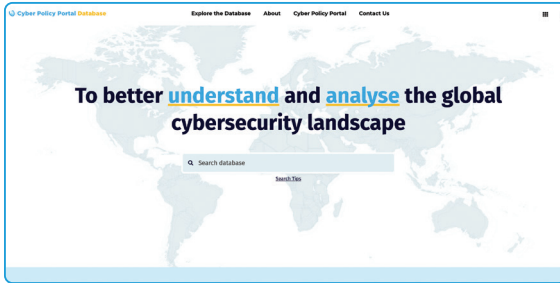 Cyber Policy Portal Database
Explore the Database About Cyber Policy Portal Contact Us
To better understand and analyse the global
cybersecurity landscape
Search database
Search Tips